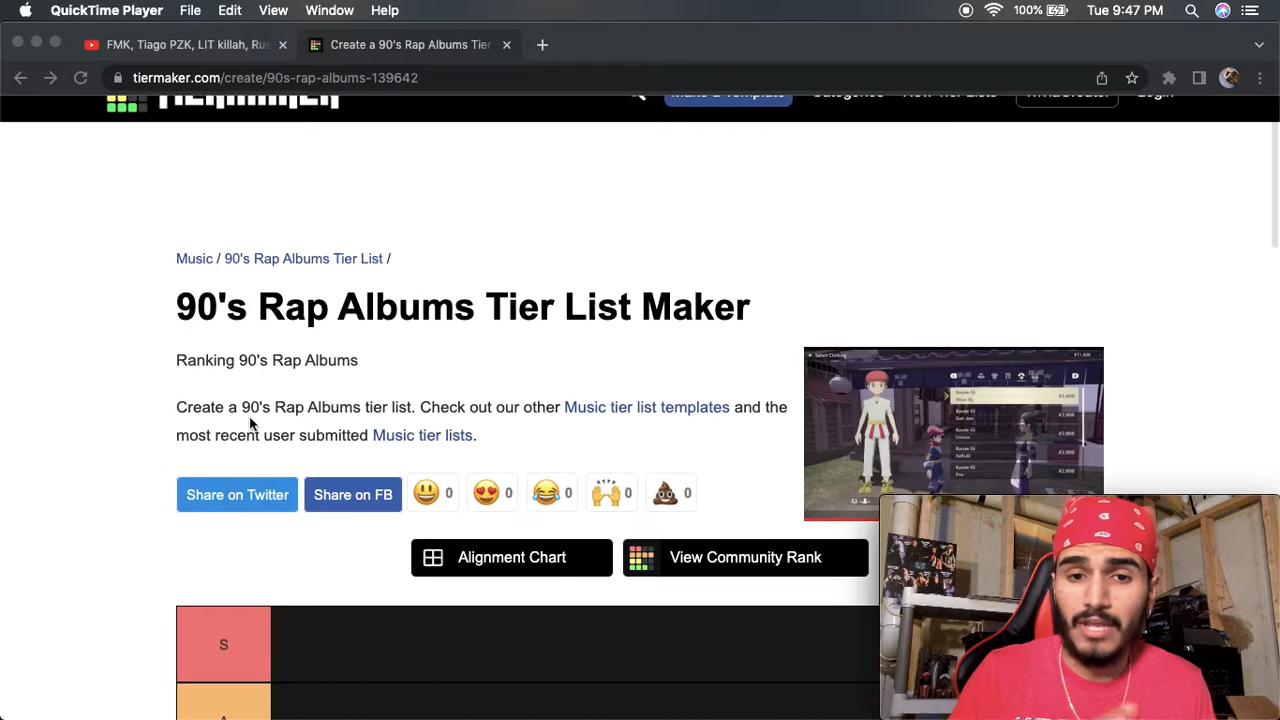 QuickTime Player File Edit View Window Help 100% Tue 9:47 PM
FMK, Tiago PZK, LIT killah, Rus Create a 90's Rap Albums Tier
tiermaker.com/create/90s-rap-albums-139642
Music / 90's Rap Albums Tier List /
90's Rap Albums Tier List Maker
Ranking 90's Rap Albums
Create a 90's Rap Albums tier list. Check out our other Music tier list templates and the
most recent user submitted Music tier lists.
Share on Twitter Share on FB 0 0 0 0 0
Alignment Chart View Community Rank
S